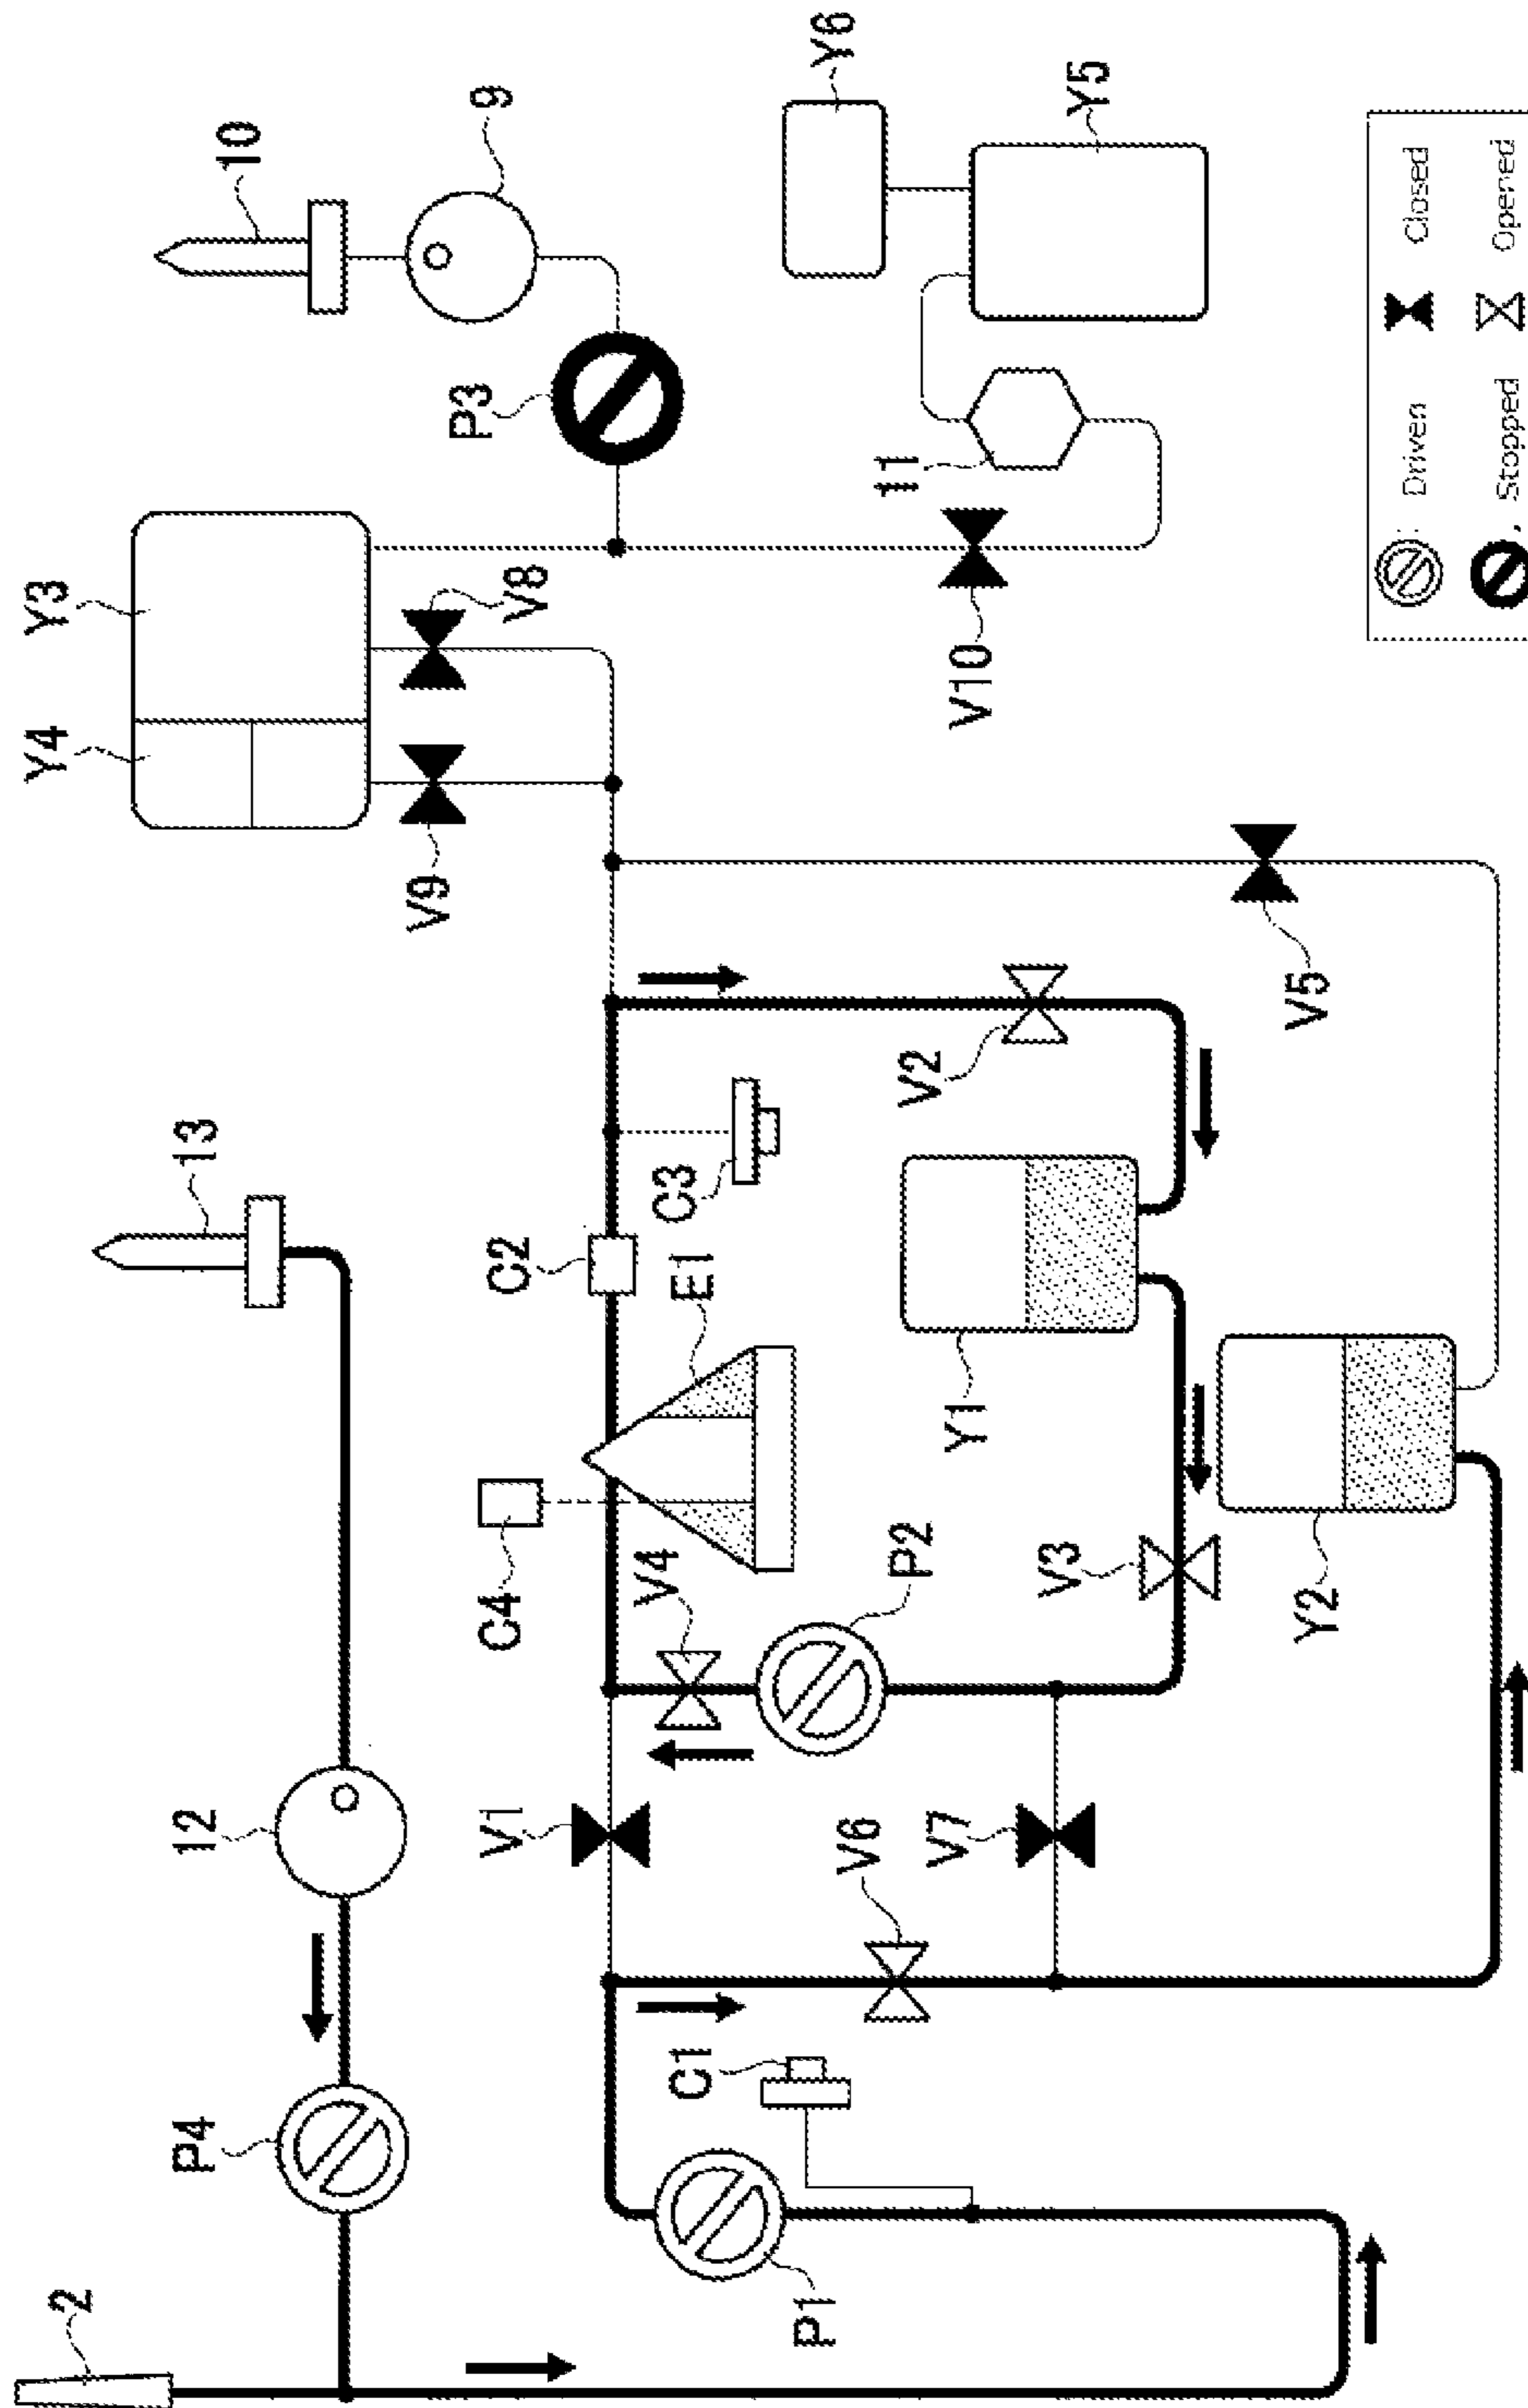 2
Y4
Y3
P4
12
13
10
V9
P3
9
V1
C4
C2
V8
C1
V4
E1
C3
P1
V6
P2
Y6
11
V7
Y1
V2
V10
V3
Y5
Y2
V5
: Driven Closed
Stopped Opened